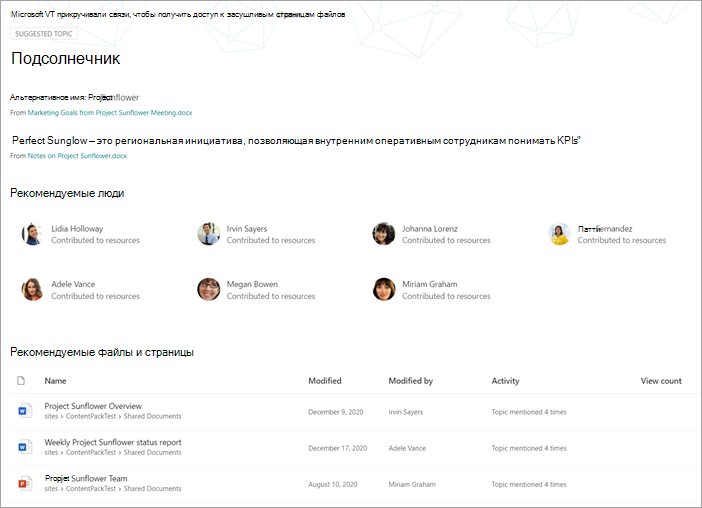 Microsoft VT прикручивали связи, чтобы получить доступ к засушливым страницам файлов
SUGGESTED TOPIC
Подсолнечник
Альтернативное имя: Project Sunflower
From Marketing Goals from Project Sunflower Meeting.docx
Perfect Sunglow – это региональная инициатива, позволяющая внутренним оперативным сотрудникам понимать KPIs"
From Notes on Project Sunflower.docx
Рекомендуемые люди
Lidia Holloway
Contributed to resources
Irvin Sayers
Contributed to resources
Johanna Lorenz
Contributed to resources
Патти Fernandez
Contributed to resources
Adele Vance
Contributed to resources
Megan Bowen
Contributed to resources
Miriam Graham
Contributed to resources
Рекомендуемые файлы и страницы
Name Modified Modified by Activity View count
Project Sunflower Overview
sites > ContentPackTest > Shared Documents
December 9, 2020 Irvin Sayers Topic mentioned 4 times
Weekly Project Sunflower status report
sites > ContentPackTest > Shared Documents
December 17, 2020 Adele Vance Topic mentioned 4 times
Sunflower Team
sites > ContentPackTest > Shared Documents
August 10, 2020 Miriam Graham Topic mentioned 4 times